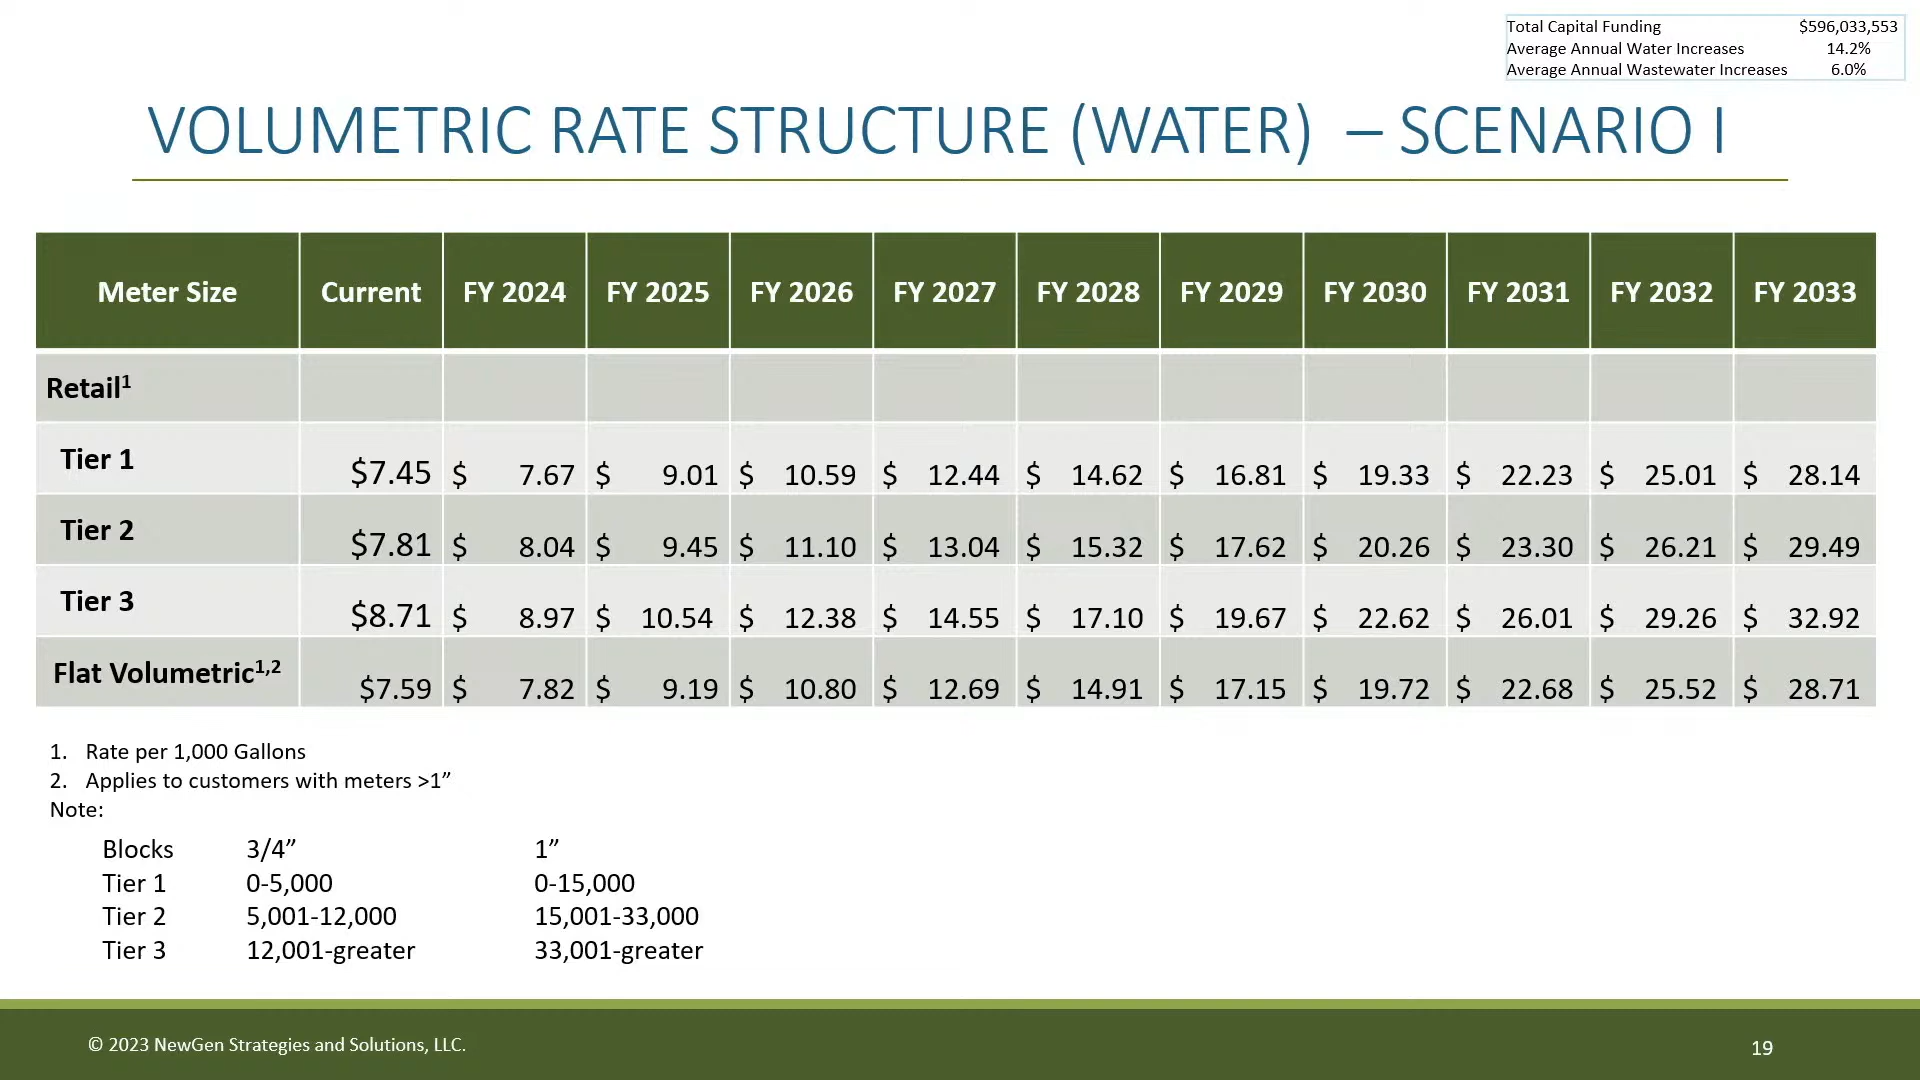 Total Capital Funding $596,033,553
Average Annual Water Increases 14.2%
Average Annual Wastewater Increases 6.0%
VOLUMETRIC RATE STRUCTURE (WATER) – SCENARIO I
Meter Size Current FY 2024 FY 2025 FY 2026 FY 2027 FY 2028 FY 2029 FY 2030 FY 2031 FY 2032 FY 2033
Retail1
Tier 1 $7.45 $ 7.67 $ 9.01 $ 10.59 $ 12.44 $ 14.62 $ 16.81 $ 19.33 $ 22.23 $ 25.01 $ 28.14
Tier 2 $7.81 $ 8.04 $ 9.45 $ 11.10 $ 13.04 $ 15.32 $ 17.62 $ 20.26 $ 23.30 $ 26.21 $ 29.49
Tier 3 $8.71 $ 8.97 $ 10.54 $ 12.38 $ 14.55 $ 17.10 $ 19.67 $ 22.62 $ 26.01 $ 29.26 $ 32.92
Flat Volumetric1,2 $7.59 $ 7.82 $ 9.19 $ 10.80 $ 12.69 $ 14.91 $ 17.15 $ 19.72 $ 22.68 $ 25.52 $ 28.71
1. Rate per 1,000 Gallons
2. Applies to customers with meters >1”
Note:
Blocks 3/4” 1”
Tier 1 0-5,000 0-15,000
Tier 2 5,001-12,000 15,001-33,000
Tier 3 12,001-greater 33,001-greater
© 2023 NewGen Strategies and Solutions, LLC.
19